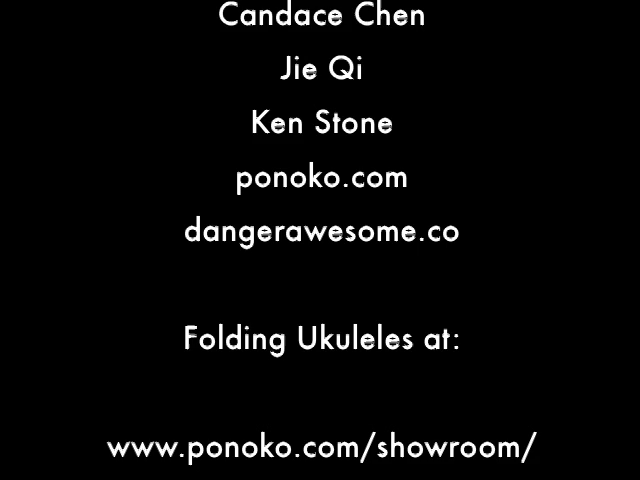 Candace Chen
Jie Qi
Ken Stone
ponoko.com
dangerawesome.co
Folding Ukuleles at:
www.ponoko.com/showroom/